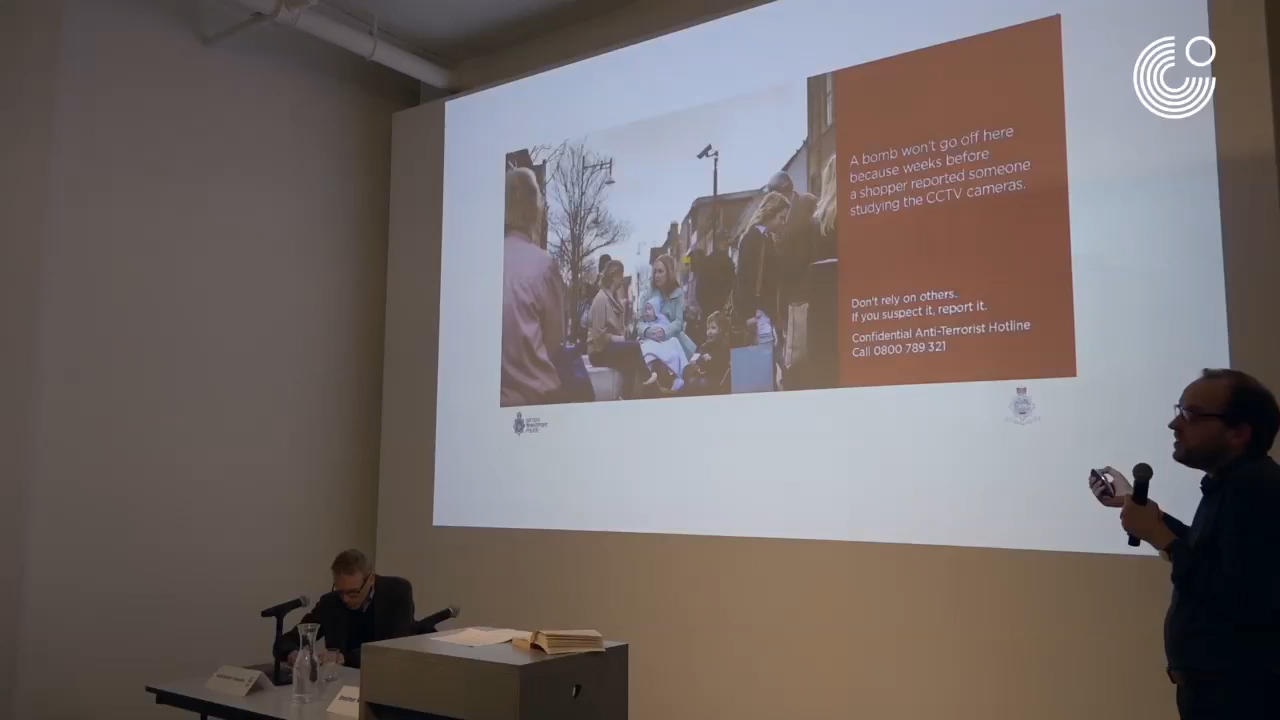 A bomb won't go off here
because weeks before
a shopper reported someone
studying the CCTV cameras.
Don't rely on others.
If you suspect it, report it.
Confidential Anti-Terrorist Hotline
Call 0800 789 321